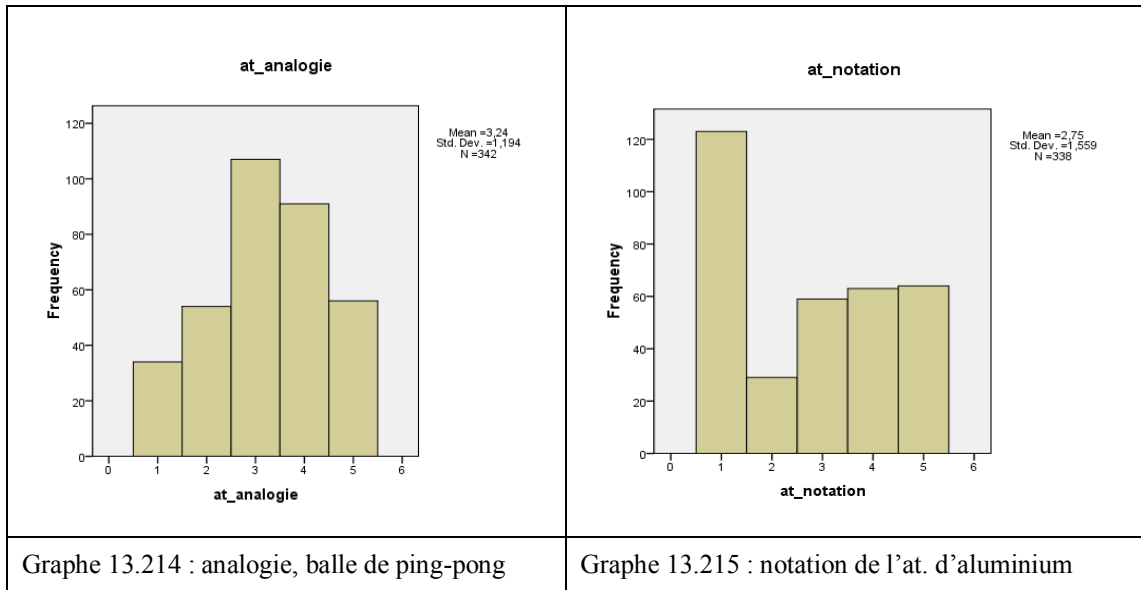 at_analogie
Mean =3,24
Std. Dev. =1,194
N =342
120
100
80
60
40
20
0
Frequency
0 1 2 3 4 5 6
at_analogie
at_notation
Mean =2,75
Std. Dev. =1,559
N =338
120
100
80
60
40
20
0
Frequency
0 1 2 3 4 5 6
at_notation
Graphe 13.214 : analogie, balle de ping-pong
Graphe 13.215 : notation de l’at. d’aluminium